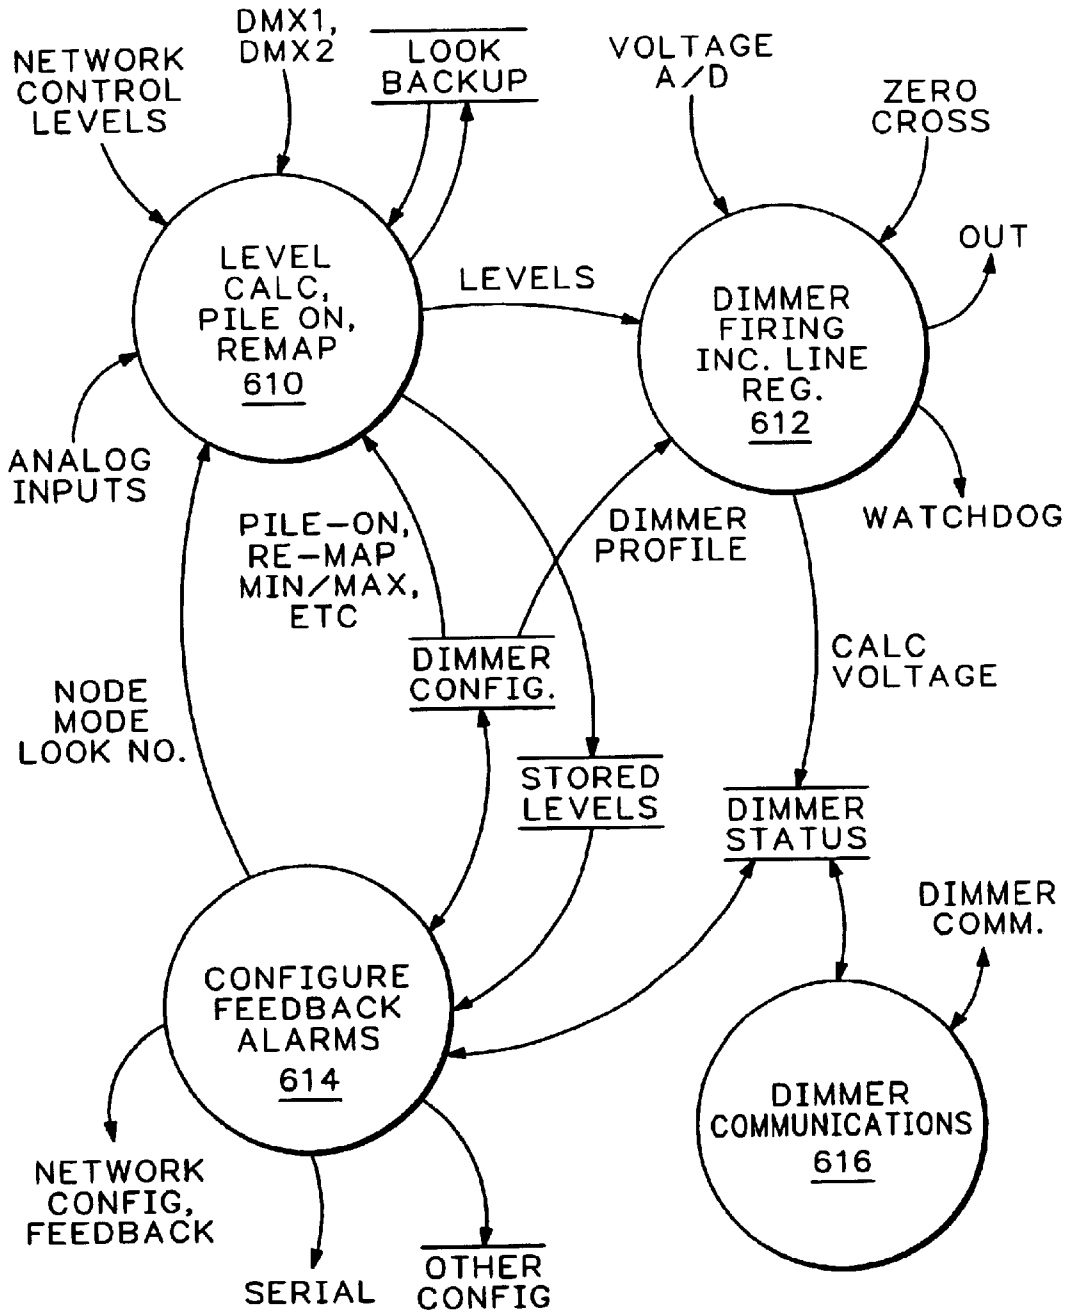 NETWORK
CONTROL
LEVELS
DMX1,
DMX2
LOOK
BACKUP
VOLTAGE
A/D
ZERO
CROSS
OUT
LEVEL
CALC,
PILE ON,
REMAP
610
LEVELS
DIMMER
FIRING
INC. LINE
REG.
612
ANALOG
INPUTS
WATCHDOG
PILE-ON,
RE-MAP
MIN/MAX,
ETC
DIMMER
PROFILE
DIMMER
CONFIG.
CALC
VOLTAGE
NODE
MODE
LOOK NO.
STORED
LEVELS
DIMMER
STATUS
DIMMER
COMM.
CONFIGURE
FEEDBACK
ALARMS
614
DIMMER
COMMUNICATIONS
616
NETWORK
CONFIG,
FEEDBACK
SERIAL
OTHER
CONFIG